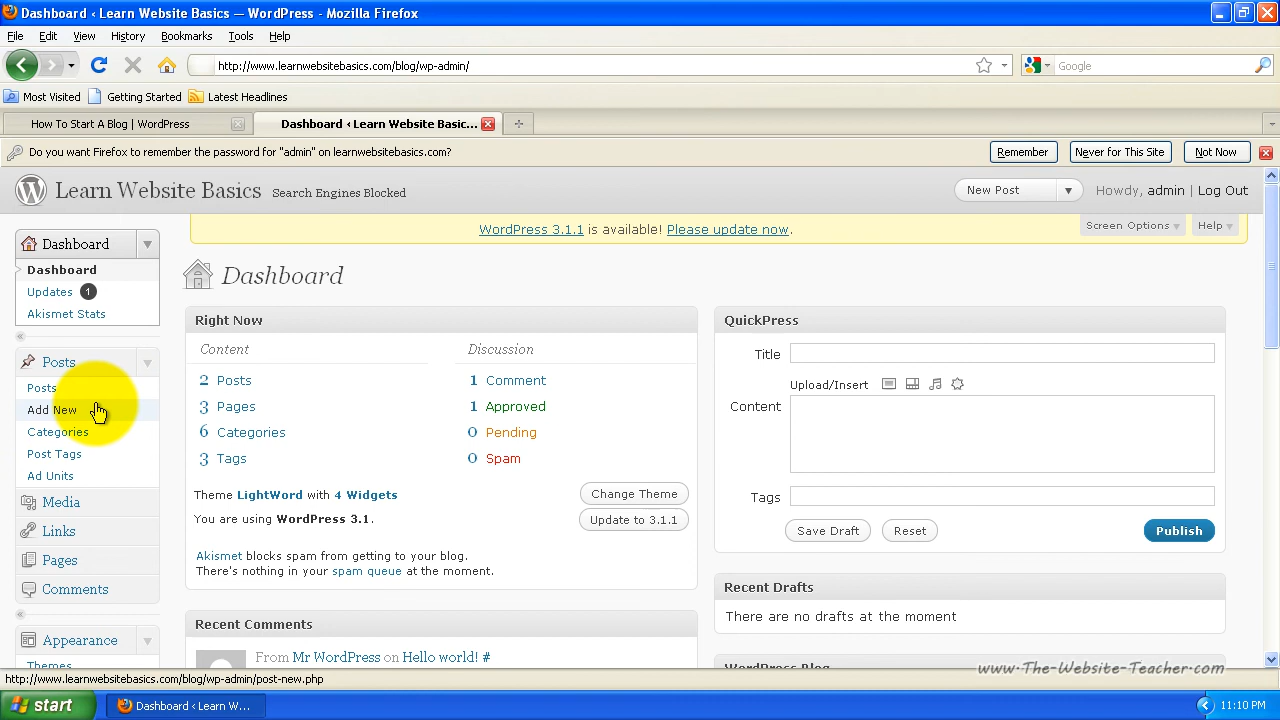 Dashboard ‹ Learn Website Basics — WordPress - Mozilla Firefox
File Edit View History Bookmarks Tools Help
http://www.learnwebsitebasics.com/blog/wp-admin/ Google
Most Visited Getting Started Latest Headlines
How To Start A Blog | WordPress Dashboard ‹ Learn Website Basic...
Do you want Firefox to remember the password for "admin" on learnwebsitebasics.com? Remember Never for This Site Not Now
Learn Website Basics Search Engines Blocked New Post Howdy, admin | Log Out
WordPress 3.1.1 is available! Please update now. Screen Options Help
Dashboard
Dashboard
Updates 1
Akismet Stats
Posts
Posts
Add New
Categories
Post Tags
Ad Units
Media
Links
Pages
Comments
Appearance
Themes
Dashboard
Right Now
Content Discussion
2 Posts 1 Comment
3 Pages 1 Approved
6 Categories 0 Pending
3 Tags 0 Spam
Theme LightWord with 4 Widgets Change Theme
You are using WordPress 3.1. Update to 3.1.1
Akismet blocks spam from getting to your blog.
There's nothing in your spam queue at the moment.
Recent Comments
From Mr WordPress on Hello world! #
QuickPress
Title
Upload/Insert
Content
Tags
Save Draft Reset Publish
Recent Drafts
There are no drafts at the moment
WordPress Blog
www.The-Website-Teacher.com
http://www.learnwebsitebasics.com/blog/wp-admin/post-new.php
start Dashboard ‹ Learn W... 11:10 PM